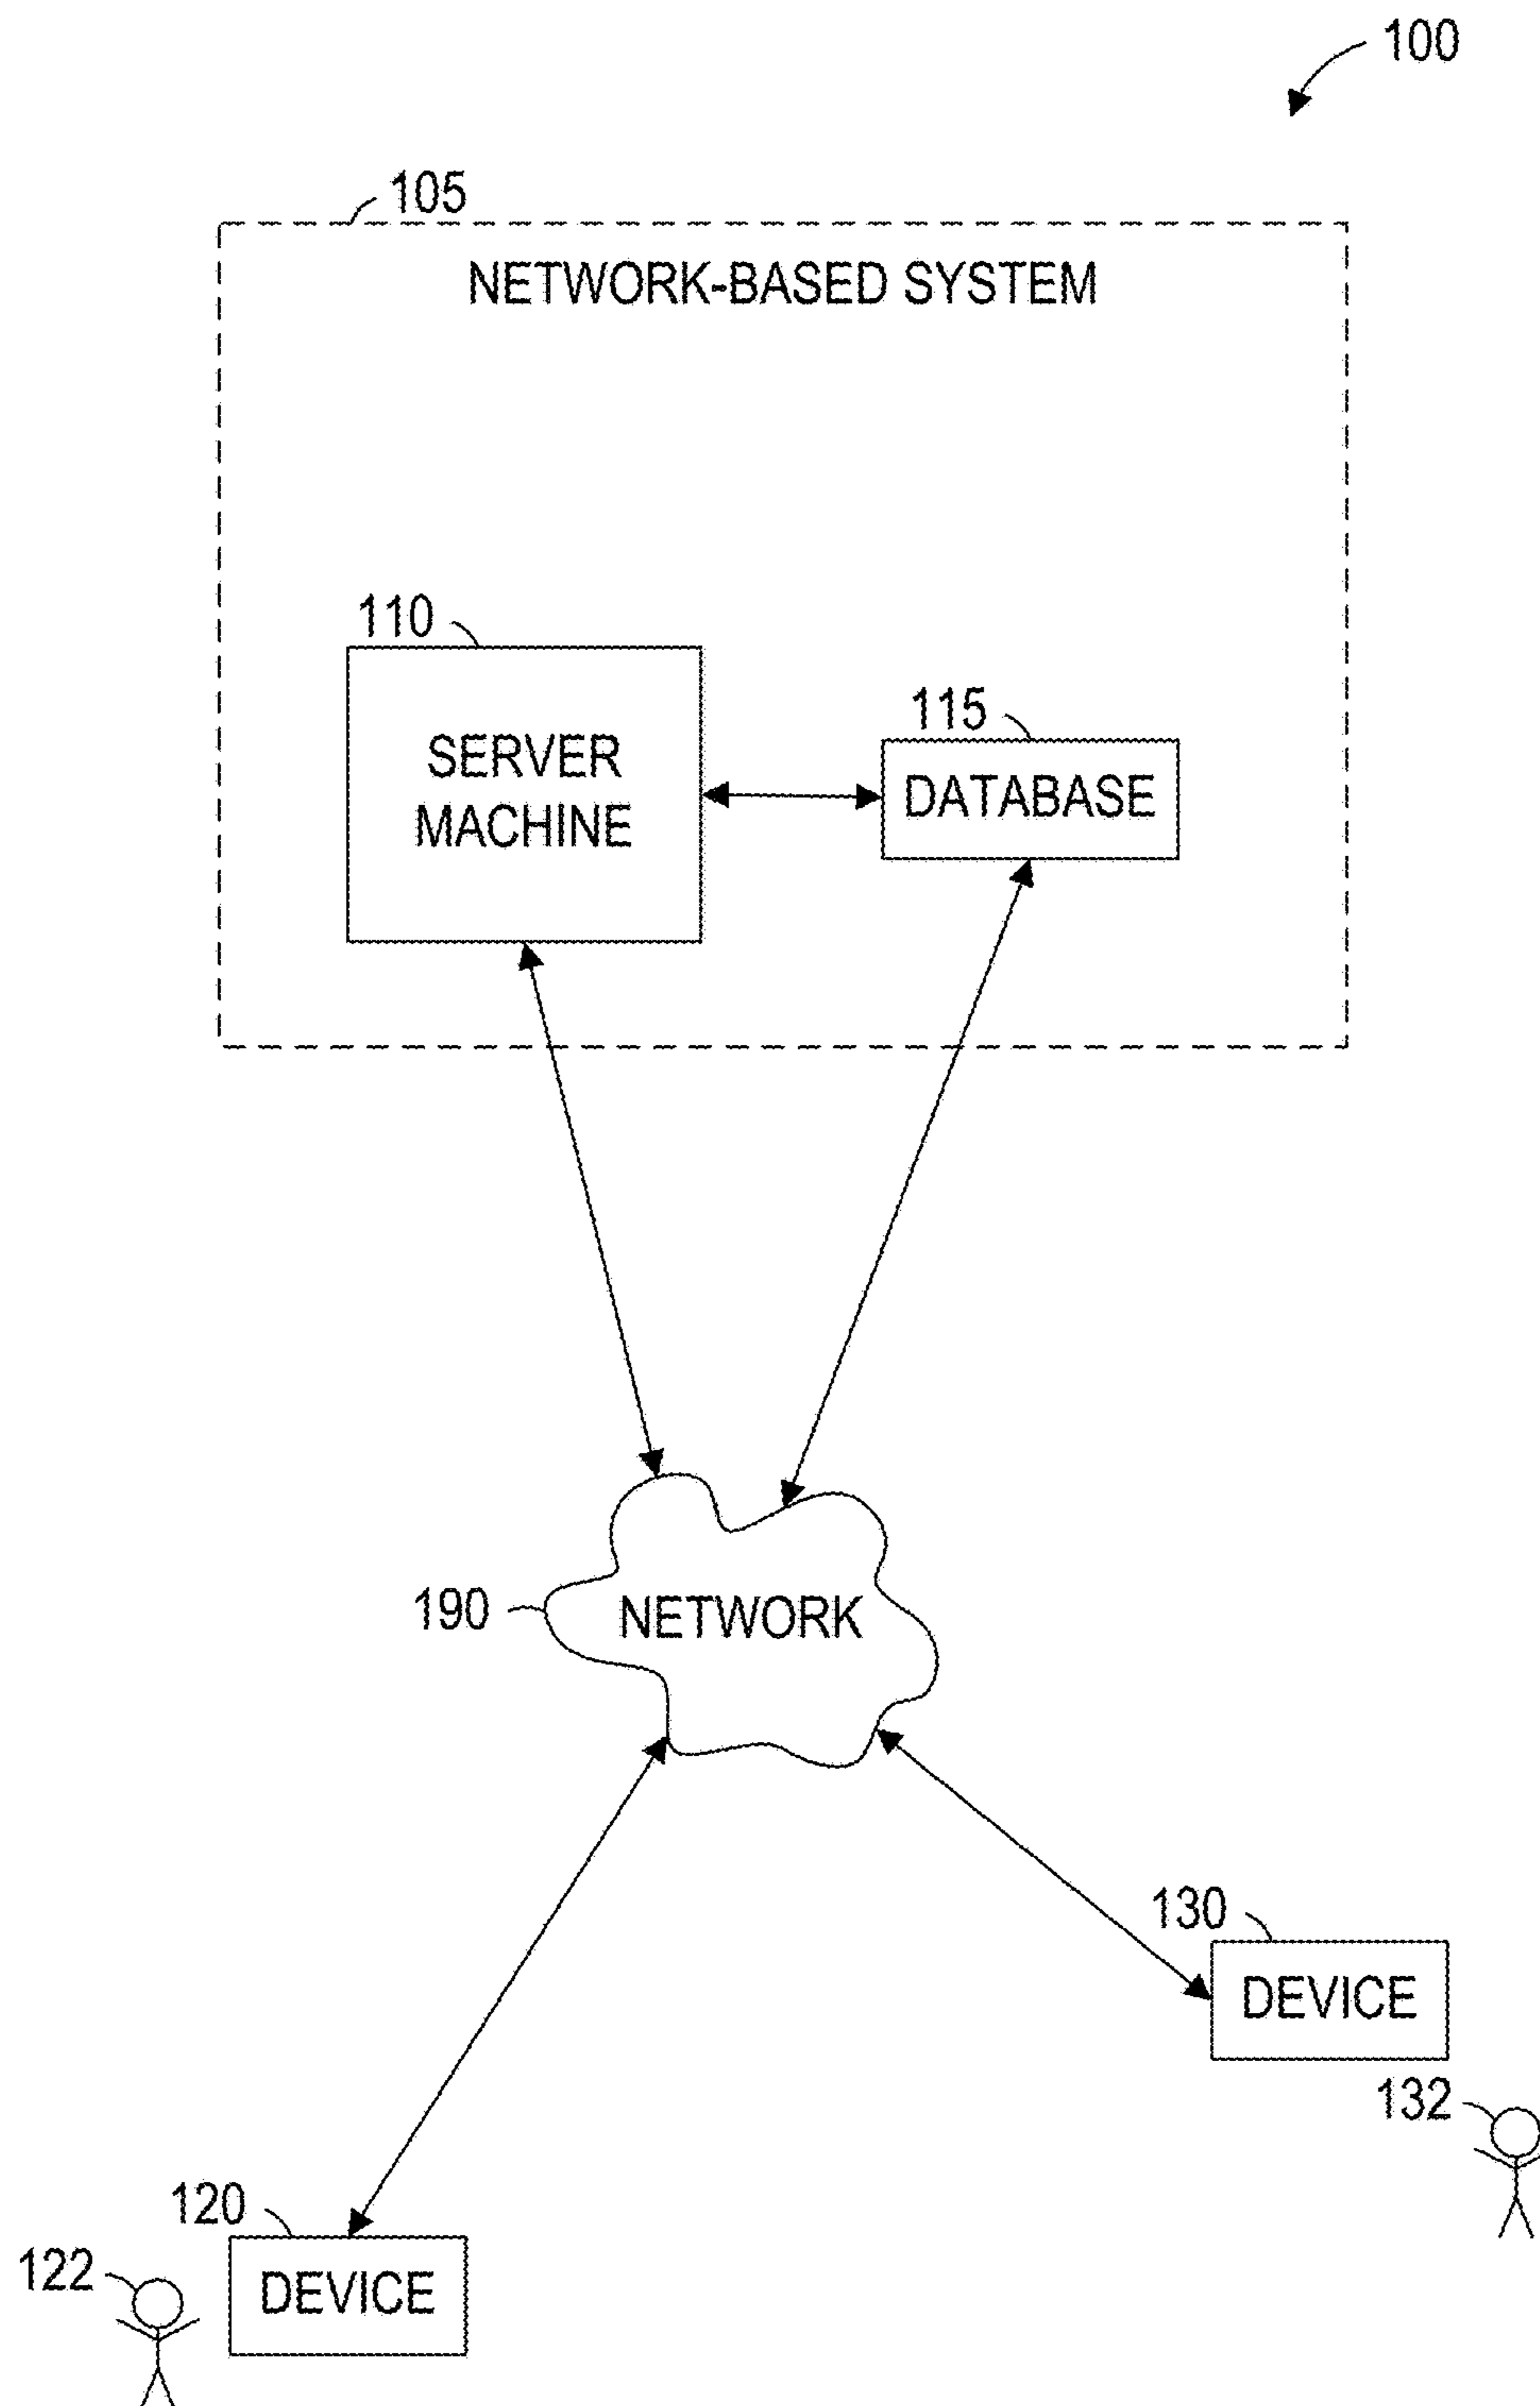 100
105
NETWORK-BASED SYSTEM
110
SERVER
MACHINE
115
DATABASE
190
NETWORK
130
DEVICE
132
120
DEVICE
122